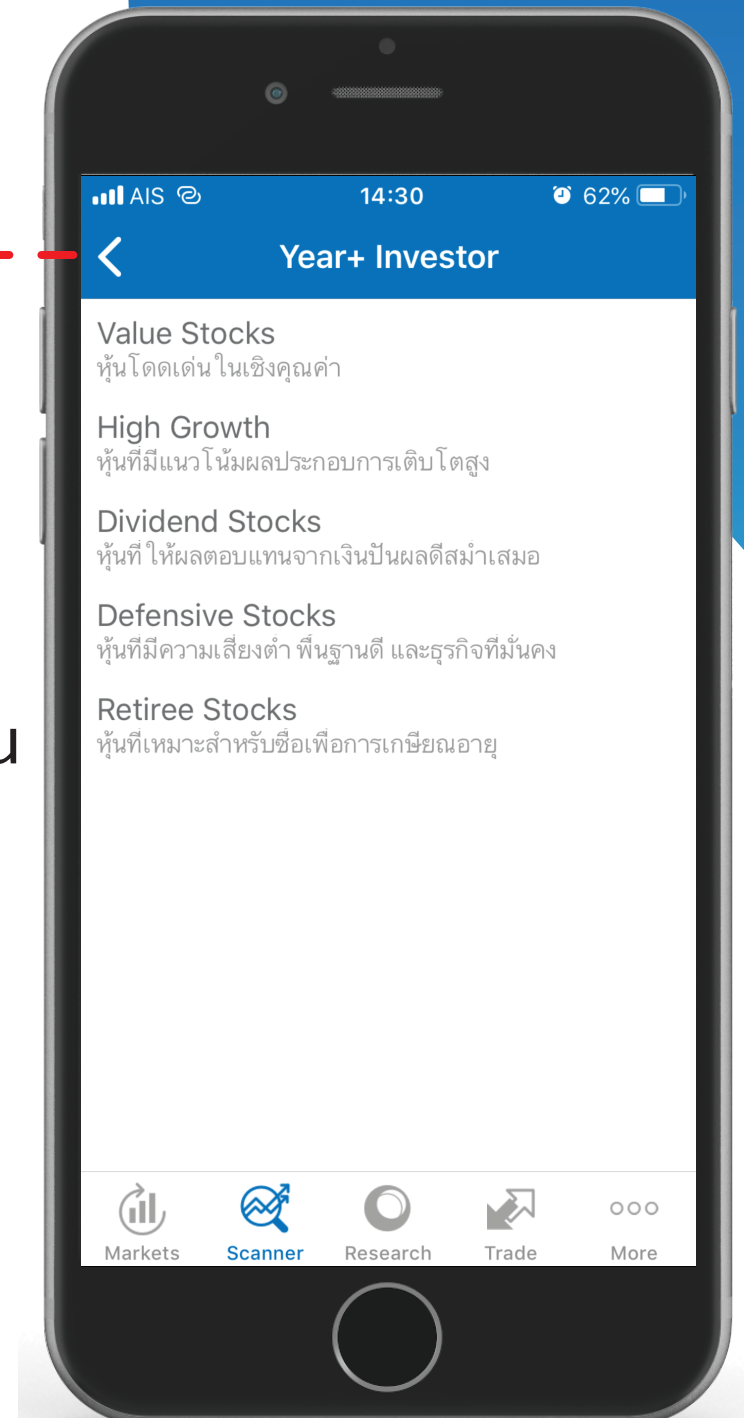 AIS 14:30 62%
Year+ Investor
Value Stocks
หุ้นโดดเด่นในเชิงคุณค่า
High Growth
หุ้นที่มีแนวโน้มผลประกอบการเติบโตสูง
Dividend Stocks
หุ้นที่ให้ผลตอบแทนจากเงินปันผลดีสม่ำเสมอ
Defensive Stocks
หุ้นที่มีความเสี่ยงต่ำ พื้นฐานดี และธุรกิจที่มั่นคง
Retiree Stocks
หุ้นที่เหมาะสำหรับซื้อเพื่อการเกษียณอายุ
น
Markets Scanner Research Trade More